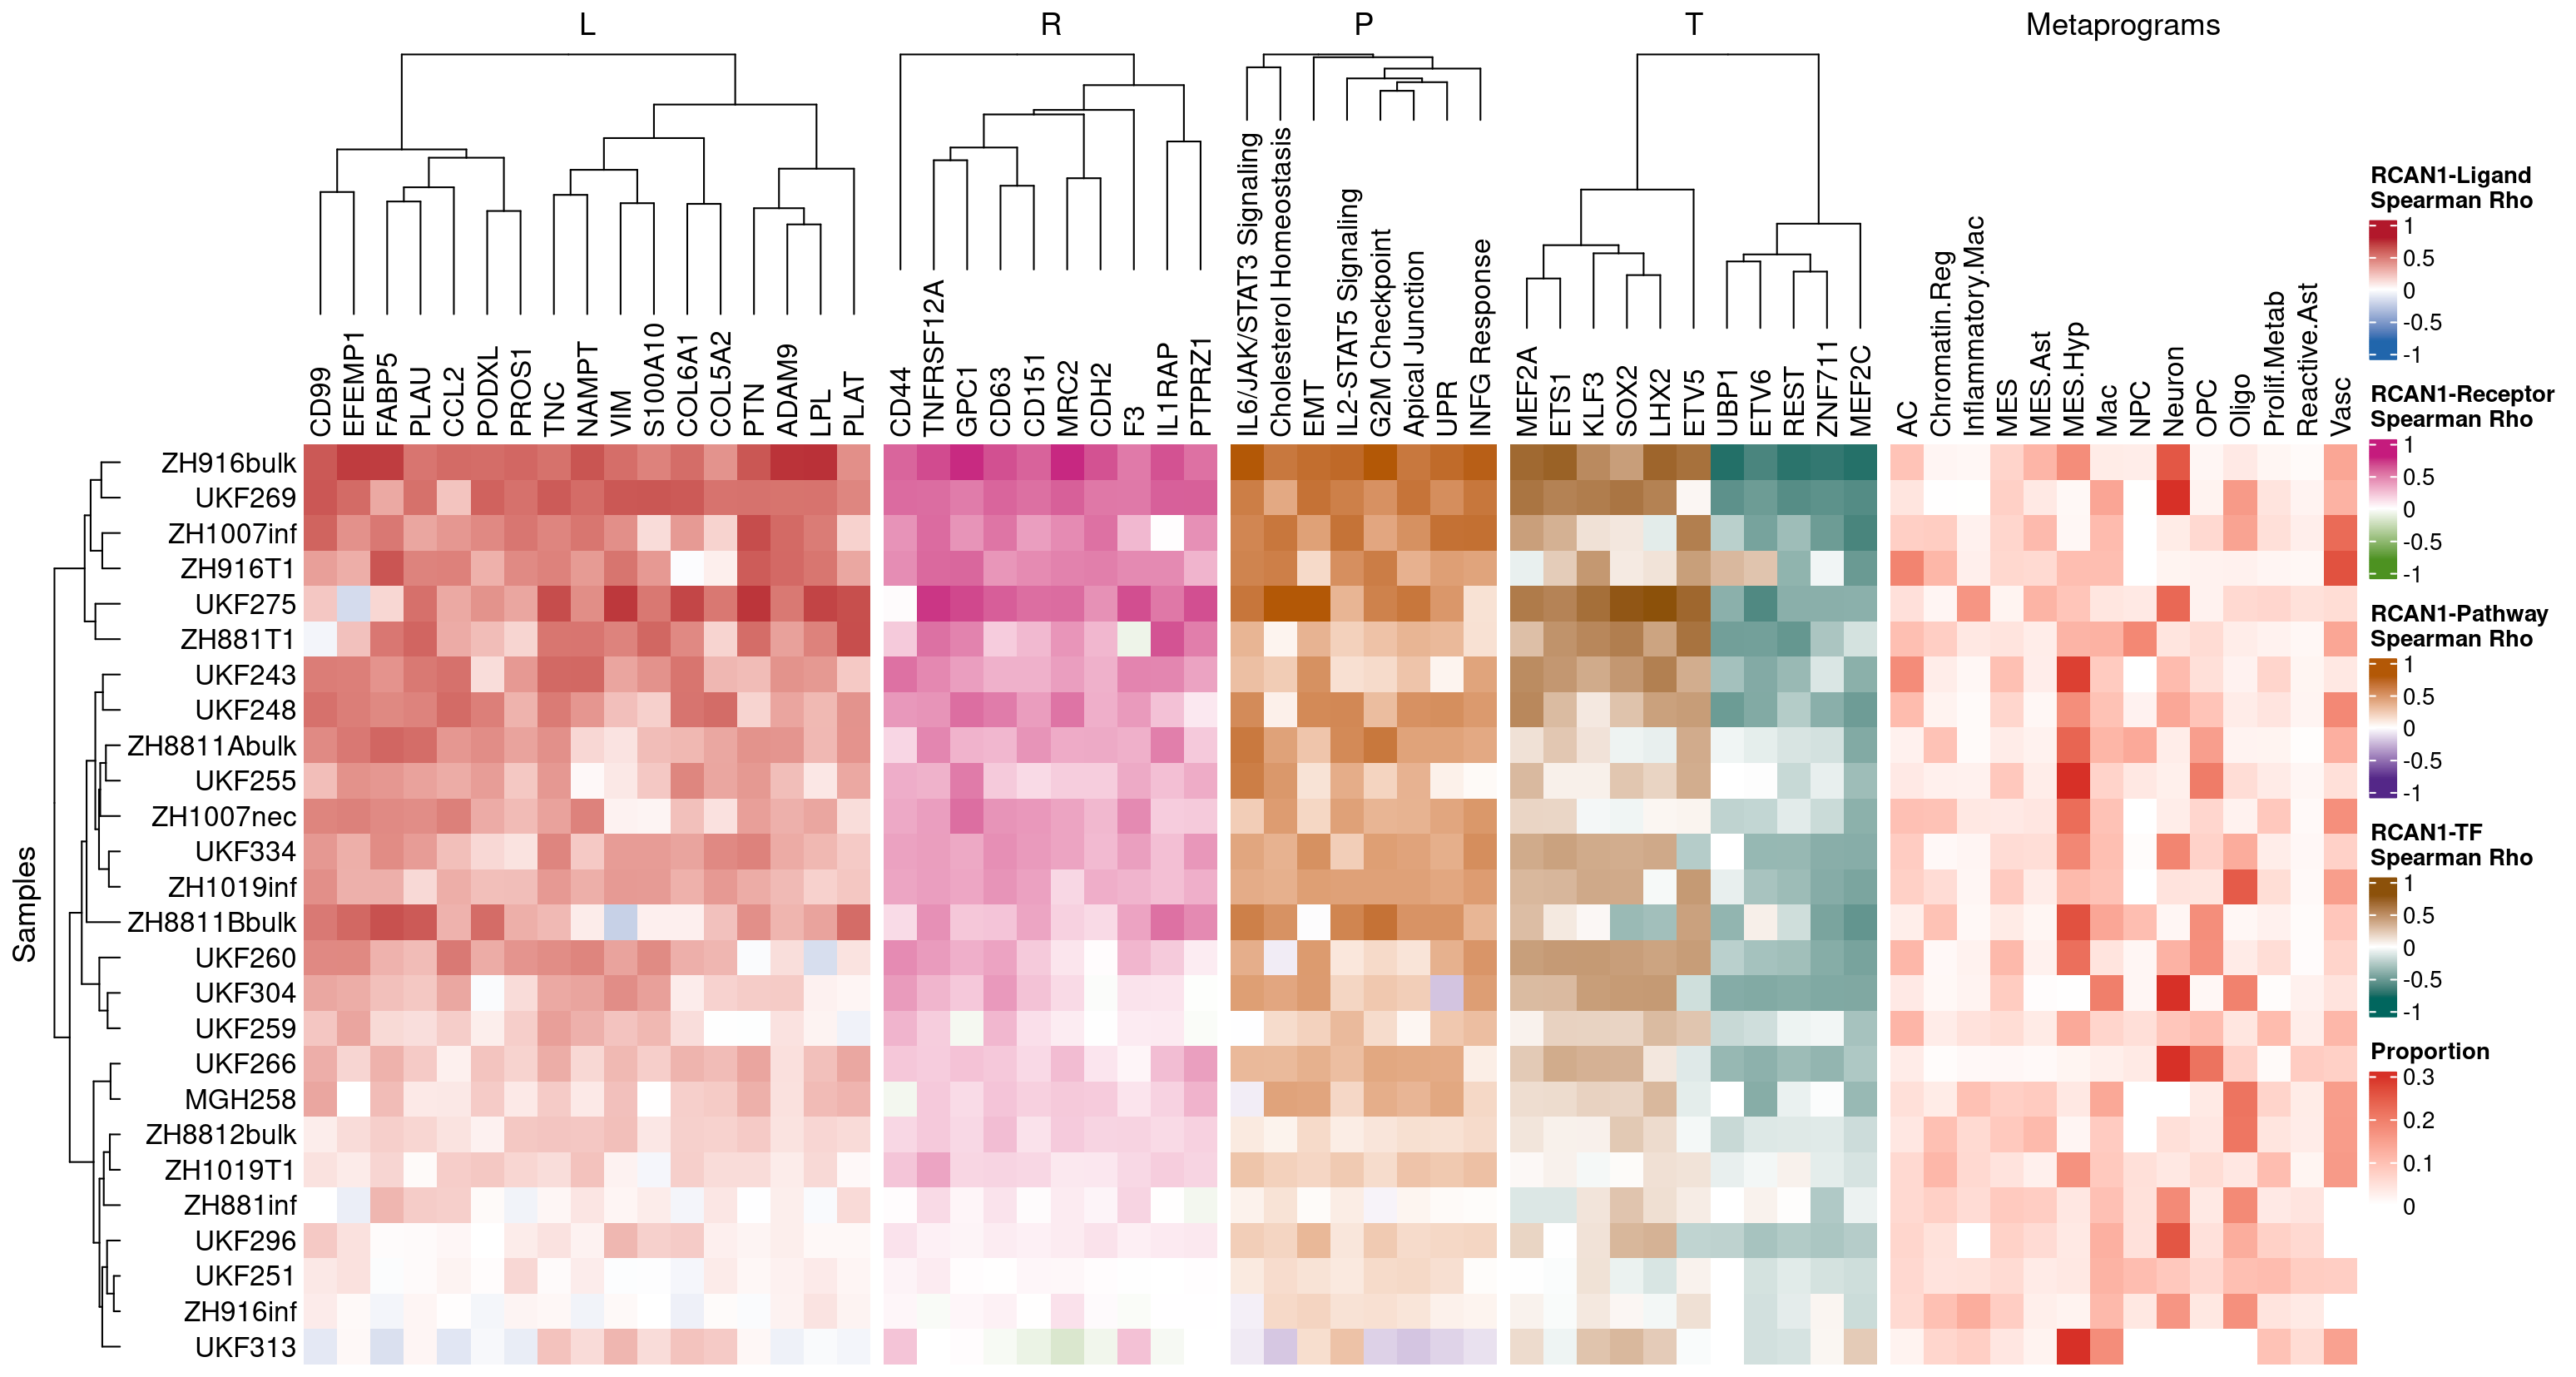 L
R
P
T
Metaprograms
CD99
EFEMP1
FABP5
PLAU
CCL2
PODXL
PROS1
TNC
NAMPT
VIM
S100A10
COL6A1
COL5A2
PTN
ADAM9
LPL
PLAT
CD44
TNFRSF12A
GPC1
CD63
CD151
MRC2
CDH2
F3
IL1RAP
PTPRZ1
IL6/JAK/STAT3 Signaling
Cholesterol Homeostasis
EMT
IL2-STAT5 Signaling
G2M Checkpoint
Apical Junction
UPR
INFG Response
MEF2A
ETS1
KLF3
SOX2
LHX2
ETV5
UBP1
ETV6
REST
ZNF711
MEF2C
AC
Chromatin.Reg
Inflammatory.Mac
MES
MES.Ast
MES.Hyp
Mac
NPC
Neuron
OPC
Oligo
Prolif.Metab
Reactive.Ast
Vasc
Samples
ZH916bulk
UKF269
ZH1007inf
ZH916T1
UKF275
ZH881T1
UKF243
UKF248
ZH8811Abulk
UKF255
ZH1007nec
UKF334
ZH1019inf
ZH8811Bbulk
UKF260
UKF304
UKF259
UKF266
MGH258
ZH8812bulk
ZH1019T1
ZH881inf
UKF296
UKF251
ZH916inf
UKF313
RCAN1-Ligand
Spearman Rho
1
0.5
0
-0.5
-1
RCAN1-Receptor
Spearman Rho
1
0.5
0
-0.5
-1
RCAN1-Pathway
Spearman Rho
1
0.5
0
-0.5
-1
RCAN1-TF
Spearman Rho
1
0.5
0
-0.5
-1
Proportion
0.3
0.2
0.1
0